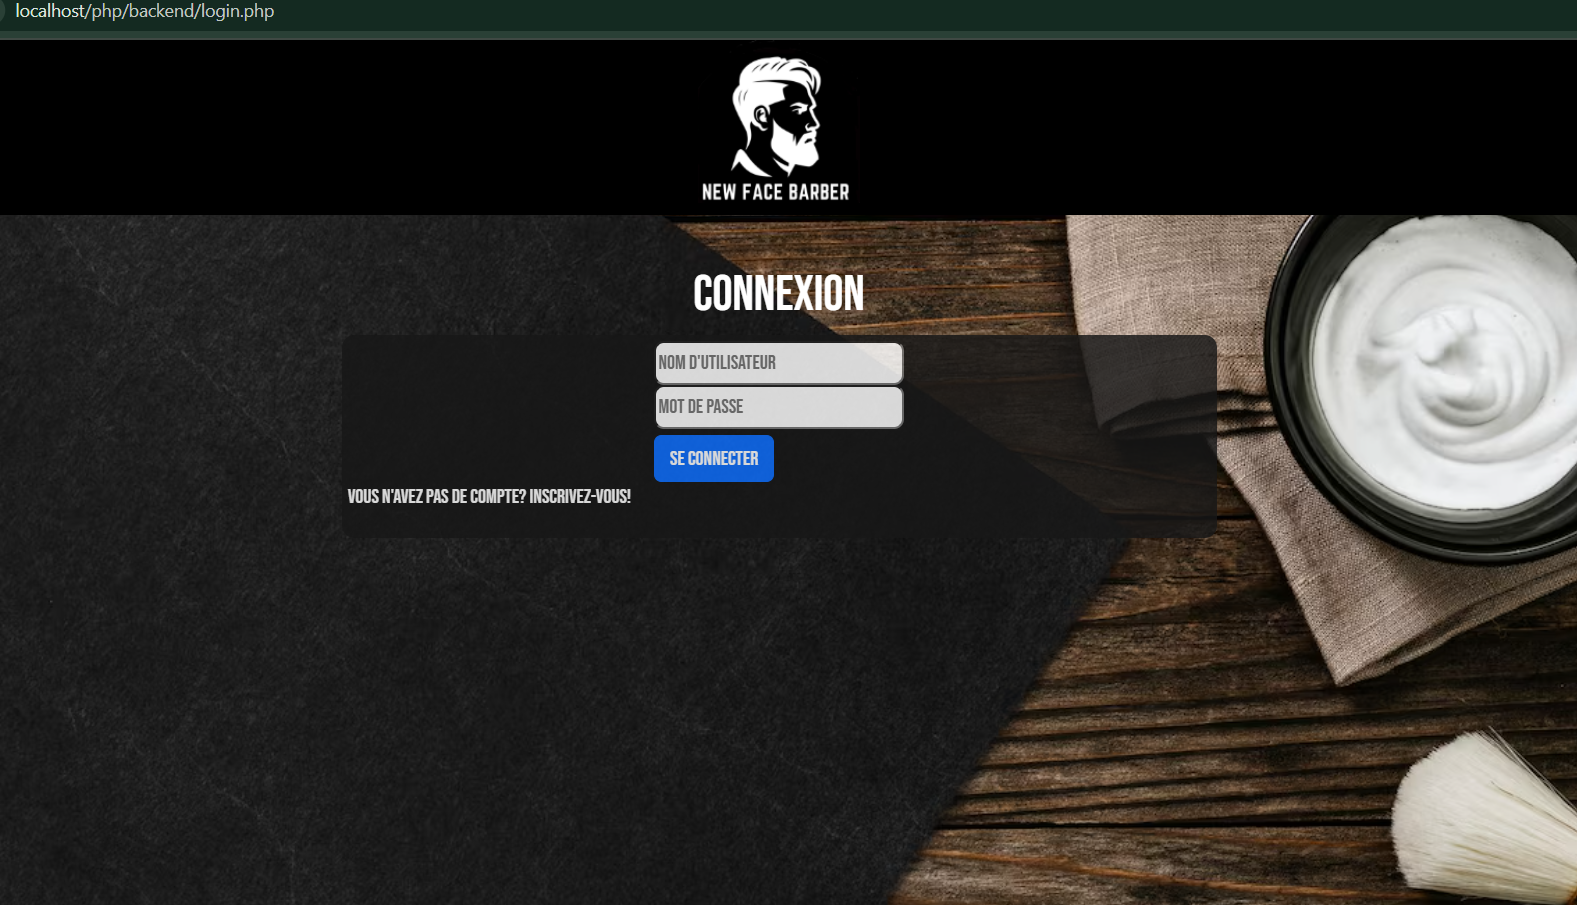 localhost/php/backend/login.php
NEW FACE BARBER
CONNEXION
NOM D'UTILISATEUR
MOT DE PASSE
SE CONNECTER
VOUS N'AVEZ PAS DE COMPTE? INSCRIVEZ-VOUS!